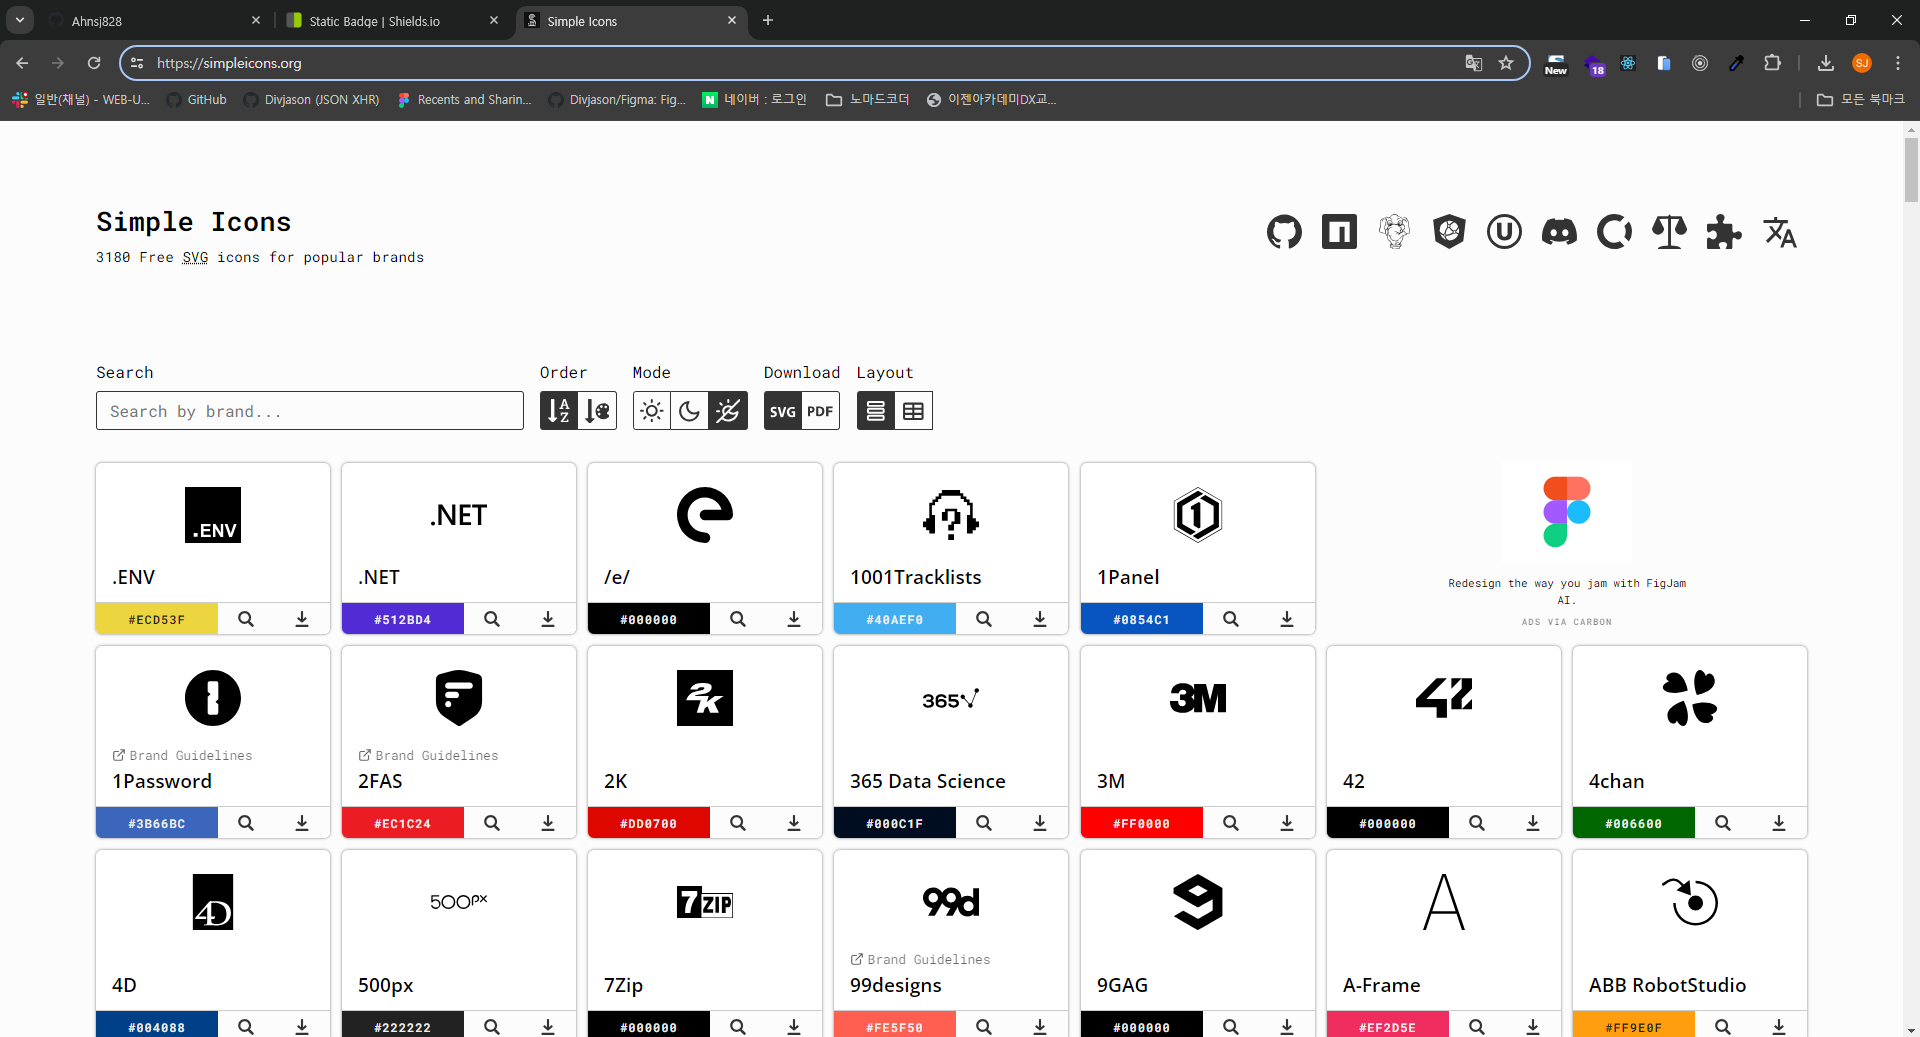 Ahnsj828
Static Badge | Shields.io
Simple Icons
https://simpleicons.org
New
18
SJ
일반(채널) - WEB-U...
GitHub
Divjason (JSON XHR)
Recents and Sharin...
Divjason/Figma: Fig...
N
네이버 : 로그인
노마드코더
이젠아카데미DX교...
모든 북마크
Simple Icons
3180 Free SVG icons for popular brands
Search
Order
Mode
Download
Layout
Search by brand...
A
Z
SVG
PDF
.ENV
.NET
?
1
.ENV
.NET
/e/
1001Tracklists
1Panel
Redesign the way you jam with FigJam
AI.
ADS VIA CARBON
#ECD53F
#512BD4
#000000
#40AEF0
#0854C1
2K
365
3M
42
Brand Guidelines
Brand Guidelines
1Password
2FAS
2K
365 Data Science
3M
42
4chan
#3B66BC
#EC1C24
#DD0700
#000C1F
#FF0000
#000000
#006600
4D
500px
7ZIP
99d
9
A
Brand Guidelines
4D
500px
7Zip
99designs
9GAG
A-Frame
ABB RobotStudio
#004088
#222222
#000000
#FE5F50
#000000
#EF2D5E
#FF9E0F